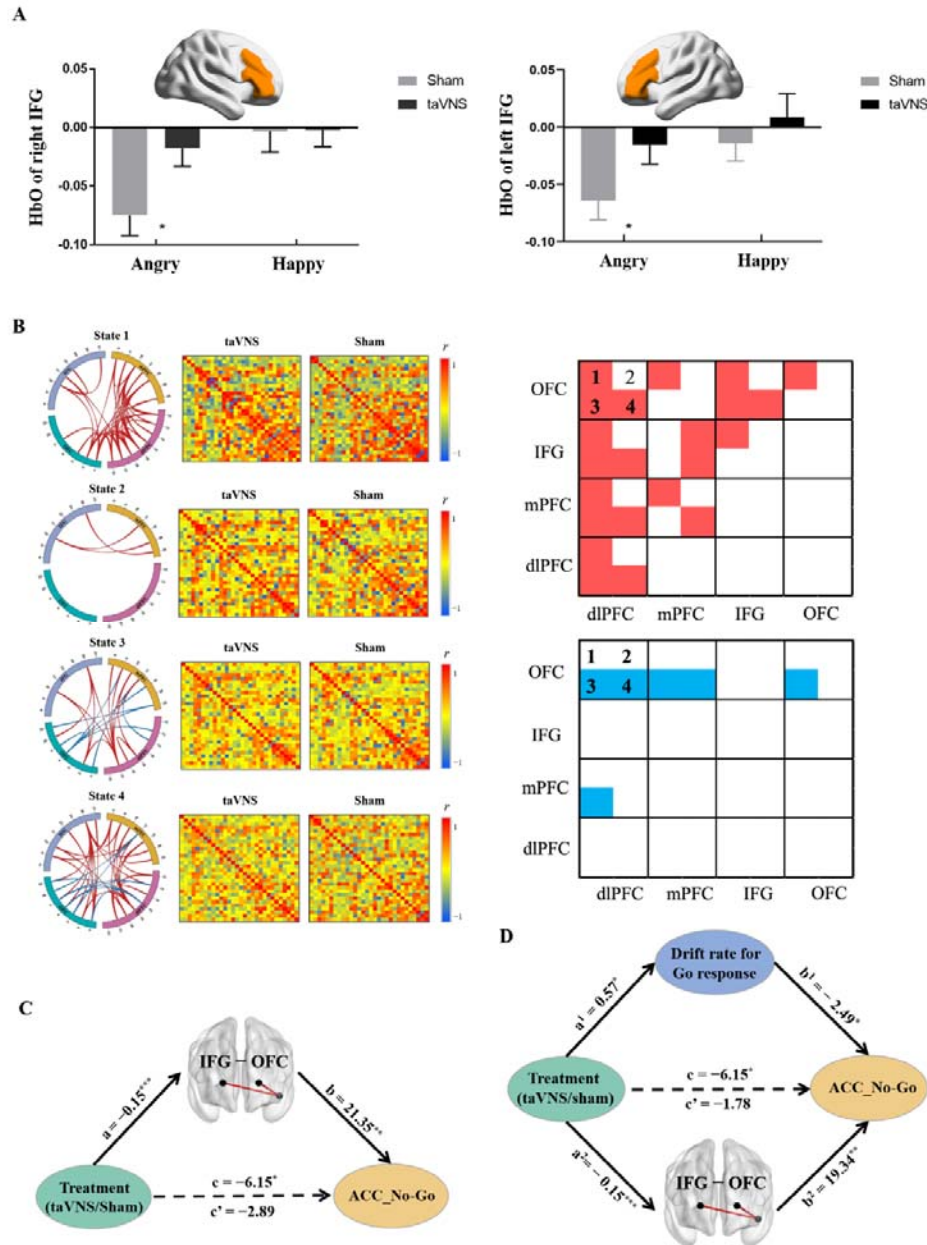 A
0.05
0.00
-0.05
-0.10
HbO of right IFG
Sham
taVNS
*
Angry
Happy
0.05
0.00
-0.05
-0.10
HbO of left IFG
Sham
taVNS
*
Angry
Happy
B
State 1
taVNS
Sham
r
1
-1
State 2
taVNS
Sham
r
1
-1
State 3
taVNS
Sham
r
1
-1
State 4
taVNS
Sham
r
1
-1
OFC
1 2
3 4
IFG
mPFC
dlPFC
dlPFC mPFC IFG OFC
OFC
1 2
3 4
IFG
mPFC
dlPFC
dlPFC mPFC IFG OFC
C
IFG – OFC
a = −0.15***
b = 21.35**
Treatment
(taVNS/Sham)
c = −6.15*
c’ = −2.89
ACC_No-Go
D
Drift rate for
Go response
a¹ = 0.57*
b¹ = − 2.49*
Treatment
(taVNS/sham)
c = −6.15*
c’ = −1.78
ACC_No-Go
a² = − 0.15***
b² = 19.34**
IFG – OFC